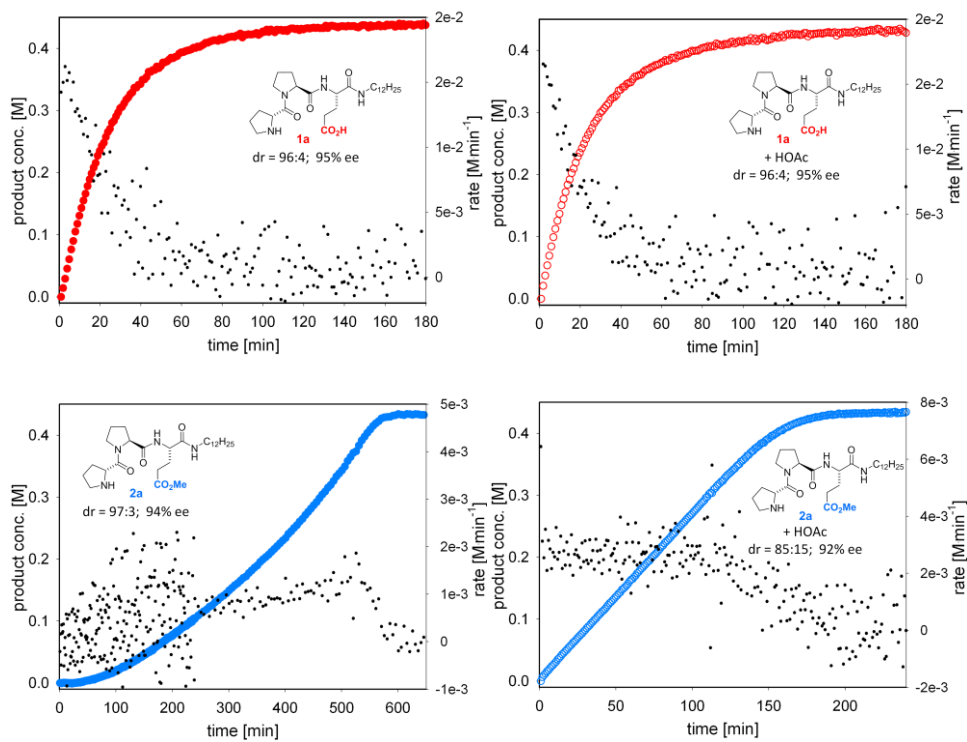 product conc. [M]
0.4
0.3
0.2
0.1
0.0
O
H
N
N
N
H
C12H25
O
O
NH
CO2H
1a
dr = 96:4; 95% ee
2e-2
2e-2
1e-2
5e-3
0
rate [M min-1]
0 20 40 60 80 100 120 140 160 180
time [min]
product conc. [M]
0.4
0.3
0.2
0.1
0.0
O
H
N
N
N
H
C12H25
O
O
NH
CO2H
1a
+ HOAc
dr = 96:4; 95% ee
2e-2
2e-2
1e-2
5e-3
0
rate [M min-1]
0 20 40 60 80 100 120 140 160 180
time [min]
product conc. [M]
0.4
0.3
0.2
0.1
0.0
O
H
N
N
N
H
C12H25
O
O
NH
CO2Me
2a
dr = 97:3; 94% ee
5e-3
4e-3
3e-3
2e-3
1e-3
0
-1e-3
rate [M min-1]
0 100 200 300 400 500 600
time [min]
product conc. [M]
0.4
0.3
0.2
0.1
0.0
O
H
N
N
N
H
C12H25
O
O
NH
CO2Me
2a
+ HOAc
dr = 85:15; 92% ee
8e-3
6e-3
4e-3
2e-3
0
-2e-3
rate [M min-1]
0 50 100 150 200
time [min]